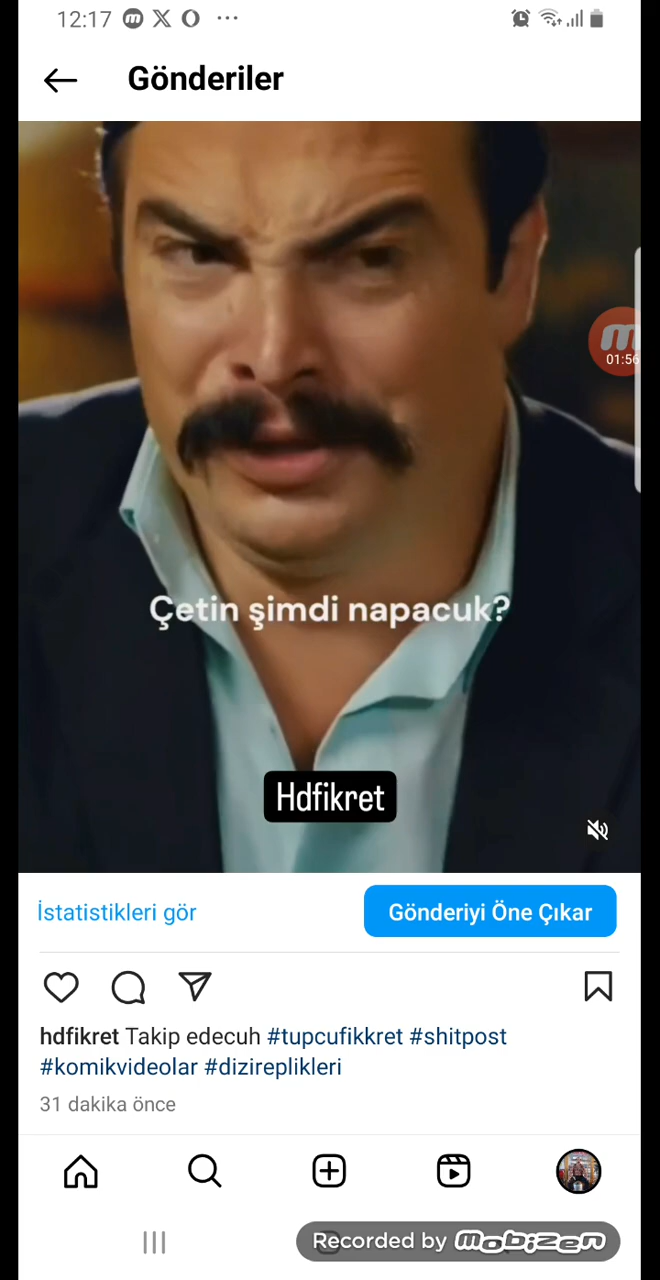 12:17
Gönderiler
01:56
Çetin şimdi napacuk?
Hdfikret
İstatistikleri gör
Gönderiyi Öne Çıkar
hdfikret Takip edecuh #tupcufikkret #shitpost
#komikvideolar #dizireplikleri
31 dakika önce
Recorded by mobizen